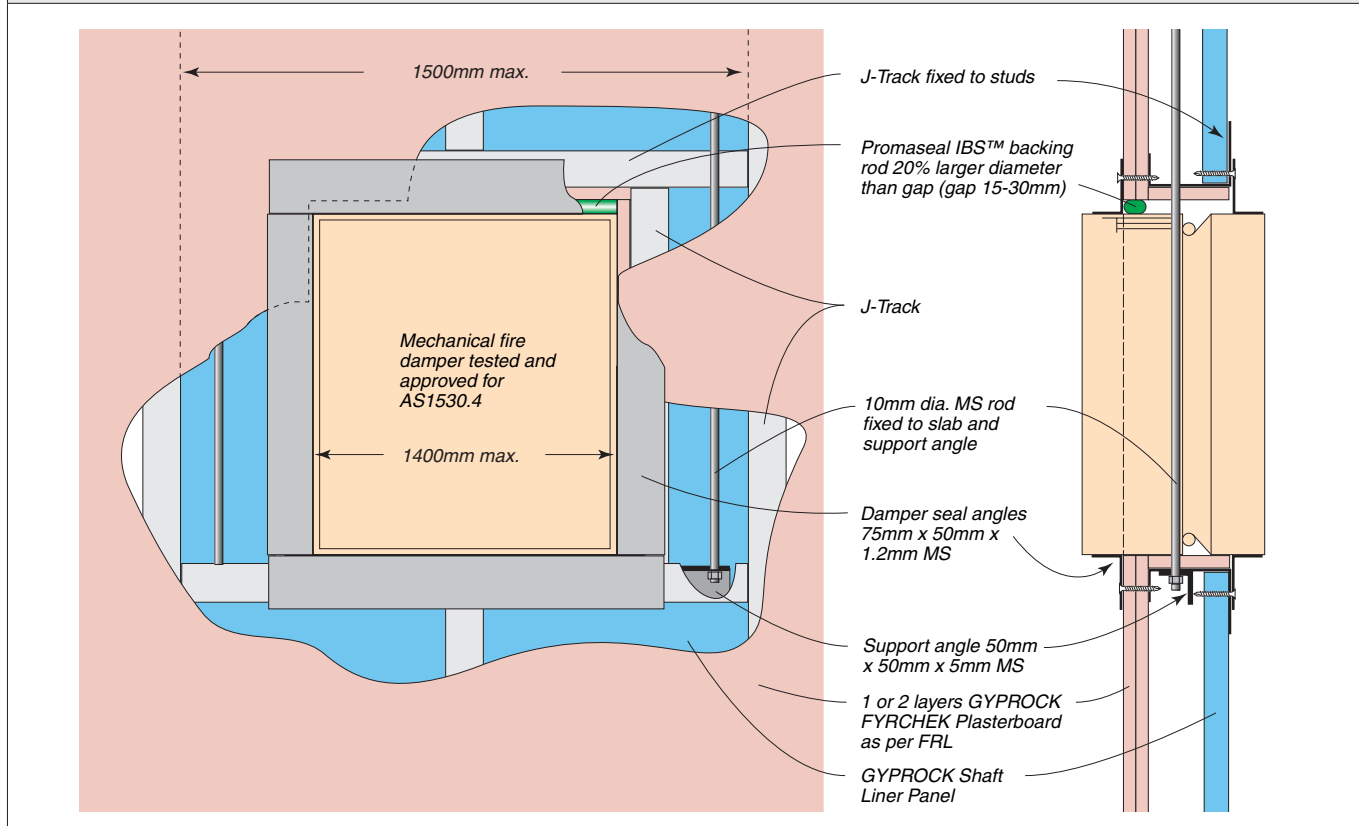 1500mm max.
J-Track fixed to studs
Promaseal IBS™ backing
rod 20% larger diameter
than gap (gap 15-30mm)
J-Track
Mechanical fire
damper tested and
approved for
AS1530.4
1400mm max.
10mm dia. MS rod
fixed to slab and
support angle
Damper seal angles
75mm x 50mm x
1.2mm MS
Support angle 50mm
x 50mm x 5mm MS
1 or 2 layers GYPROCK
FYRCHEK Plasterboard
as per FRL
GYPROCK Shaft
Liner Panel